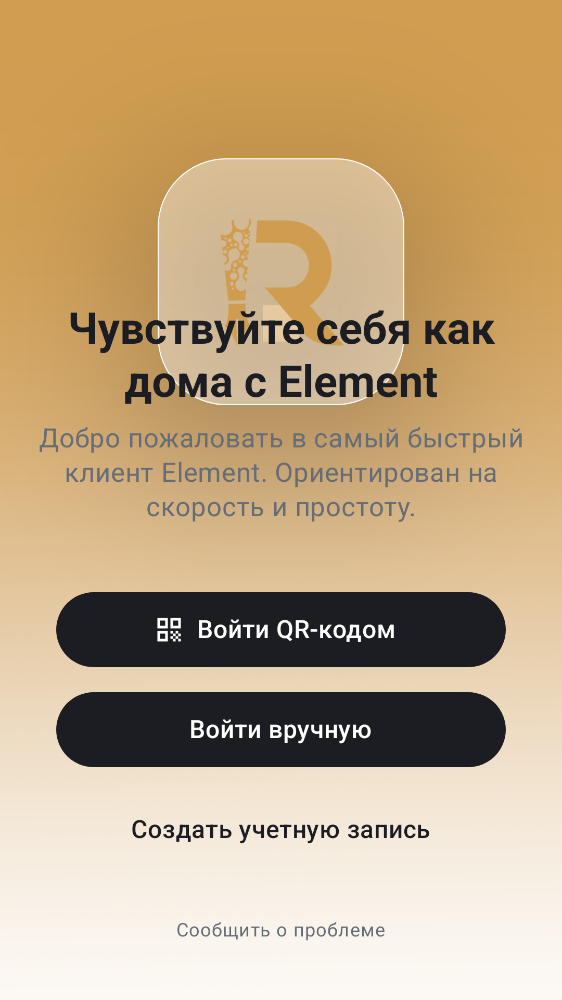 R
Чувствуйте себя как
дома с Element
Добро пожаловать в самый быстрый
клиент Element. Ориентирован на
скорость и простоту.
Войти QR-кодом
Войти вручную
Создать учетную запись
Сообщить о проблеме